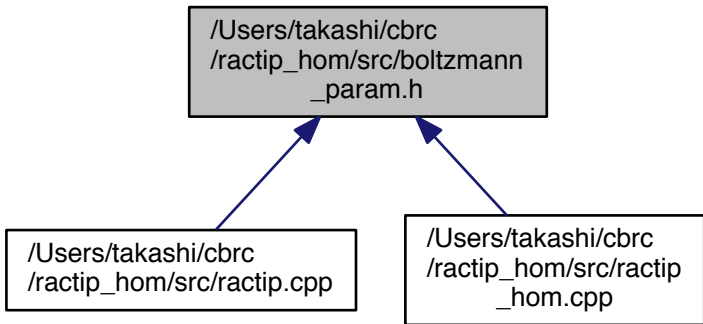 /Users/takashi/cbrc
/ractip_hom/src/boltzmann
_param.h
/Users/takashi/cbrc
/ractip_hom/src/ractip.cpp
/Users/takashi/cbrc
/ractip_hom/src/ractip
_hom.cpp